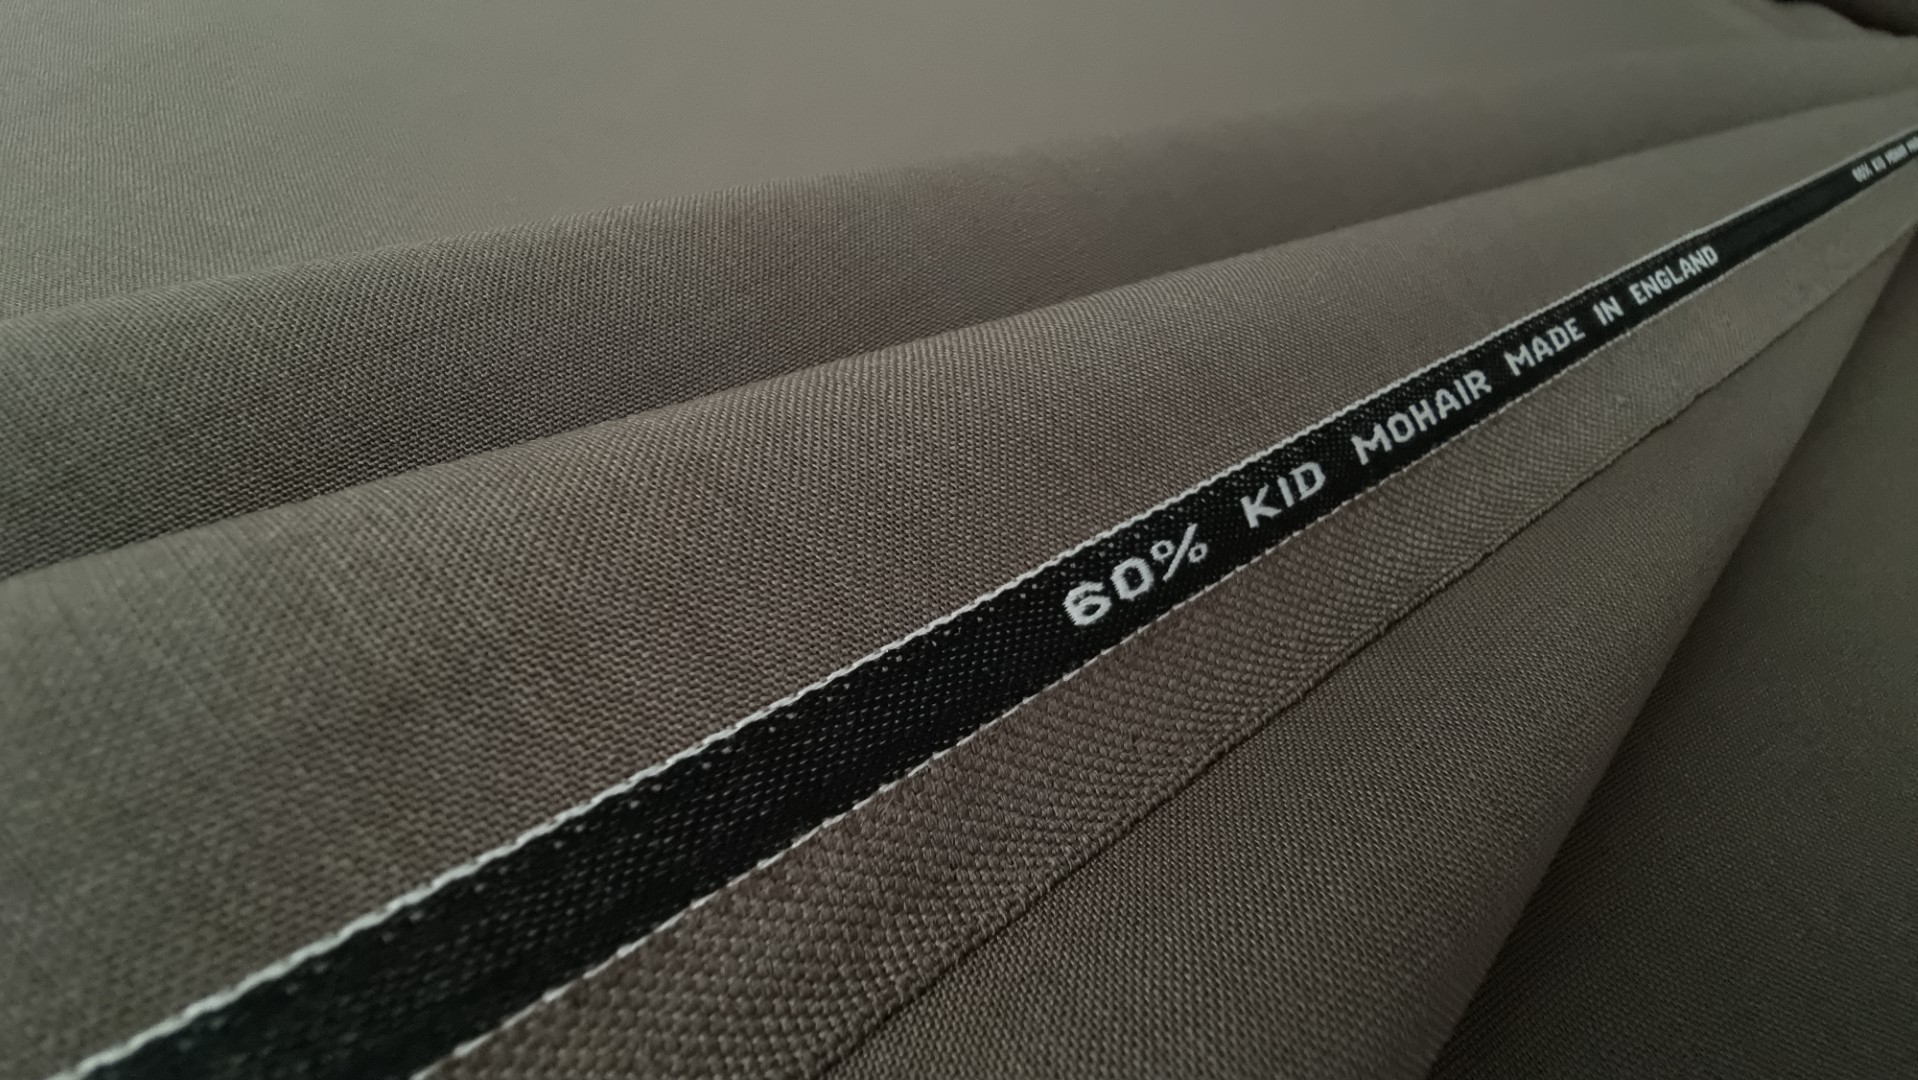 60% KID MOHAIR MADE IN ENGLAND